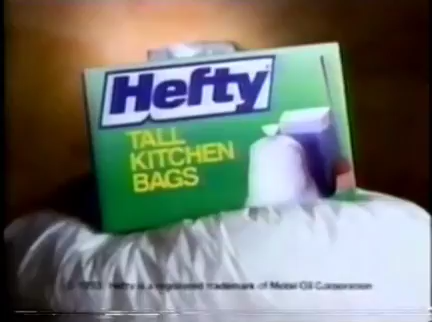 Hefty
TALL
KITCHEN
BAGS
Hefty is a registered trademark of Mobil Oil Corporation